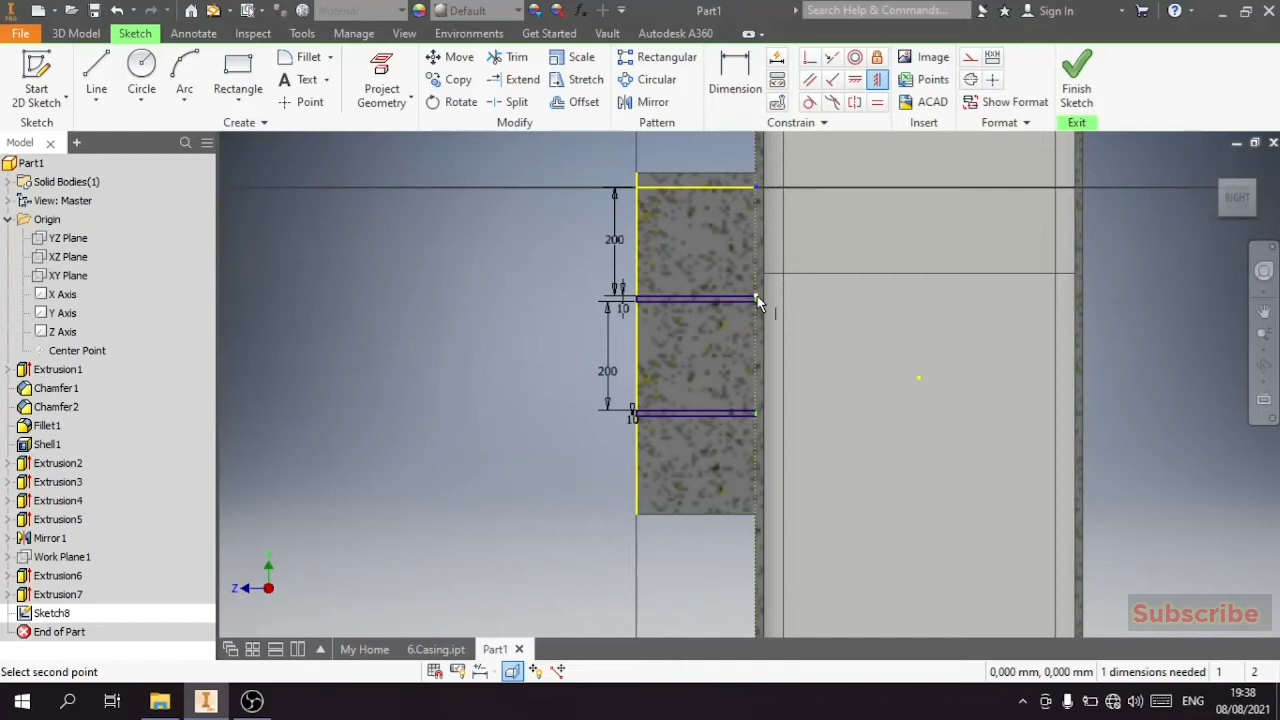 PRO
Material
Default
Part1
Search Help & Commands...
Sign In
File
3D Model
Sketch
Annotate
Inspect
Tools
Manage
View
Environments
Get Started
Vault
Autodesk A360
Start
2D Sketch
Line
Circle
Arc
Rectangle
Fillet
Text
Point
Project
Geometry
Move
Copy
Rotate
Trim
Extend
Split
Scale
Stretch
Offset
Rectangular
Circular
Mirror
Dimension
Image
Points
ACAD
Show Format
Finish
Sketch
Sketch
Create
Modify
Pattern
Constrain
Insert
Format
Exit
Model
Part1
Solid Bodies(1)
View: Master
Origin
YZ Plane
XZ Plane
XY Plane
X Axis
Y Axis
Z Axis
Center Point
Extrusion1
Chamfer1
Chamfer2
Fillet1
Shell1
Extrusion2
Extrusion3
Extrusion4
Extrusion5
Mirror1
Work Plane1
Extrusion6
Extrusion7
Sketch8
End of Part
200
10
200
10
RIGHT
Z
Subscribe
My Home
6.Casing.ipt
Part1
Select second point
0,000 mm, 0,000 mm
1 dimensions needed
1
2
ENG
19:38
08/08/2021